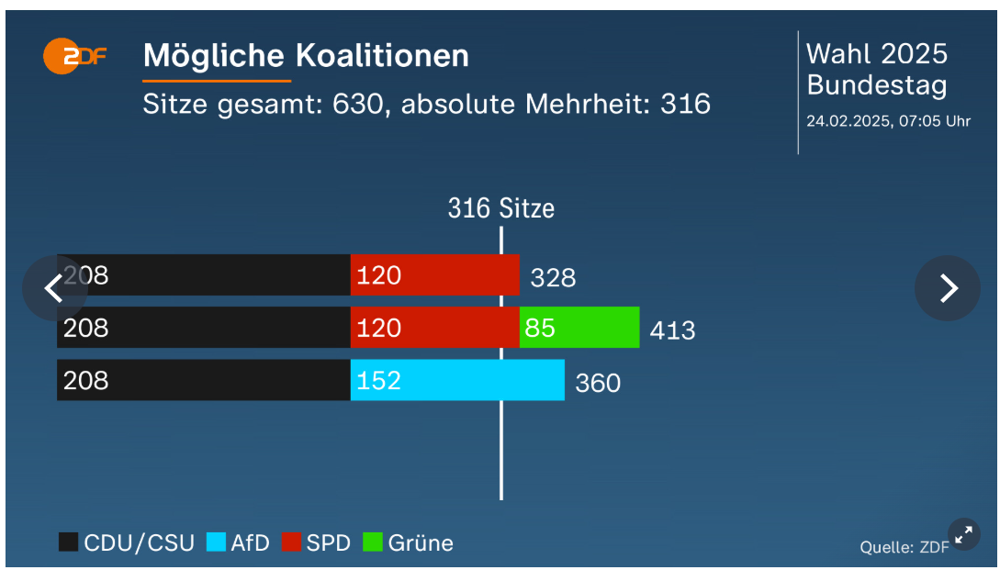 ZDF
Mögliche Koalitionen
Sitze gesamt: 630, absolute Mehrheit: 316
Wahl 2025
Bundestag
24.02.2025, 07:05 Uhr
316 Sitze
208 120 328
208 120 85 413
208 152 360
CDU/CSU AfD SPD Grüne
Quelle: ZDF